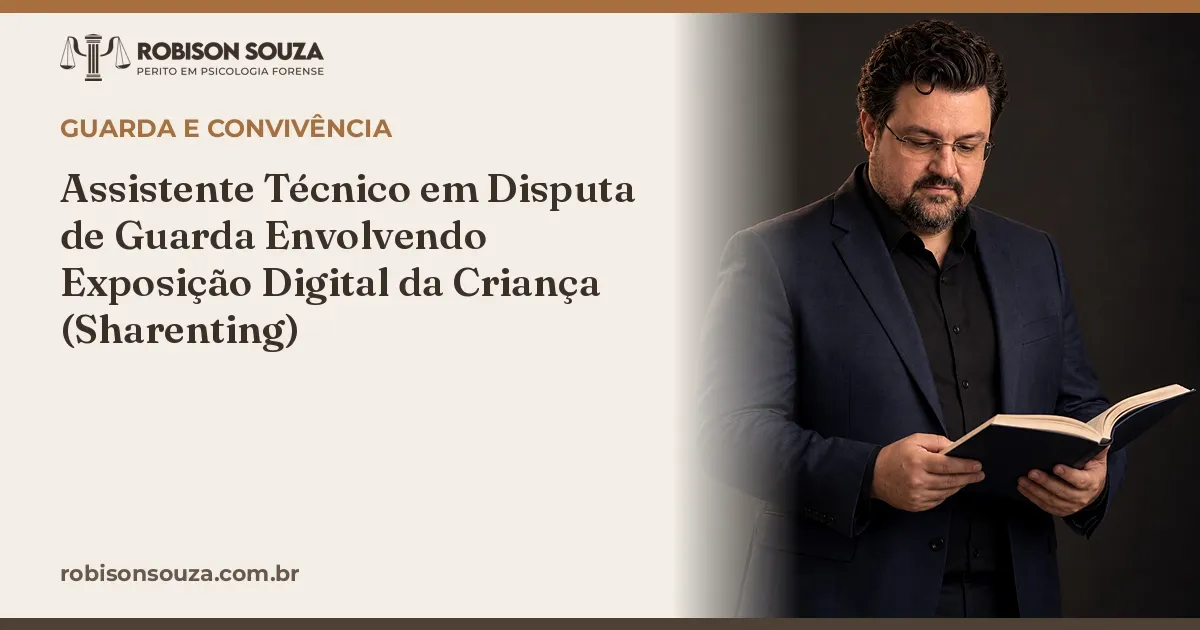 ROBISON SOUZA
PERITO EM PSICOLOGIA FORENSE
GUARDA E CONVIVÊNCIA
Assistente Técnico em Disputa
de Guarda Envolvendo
Exposição Digital da Criança
(Sharenting)
robisonsouza.com.br